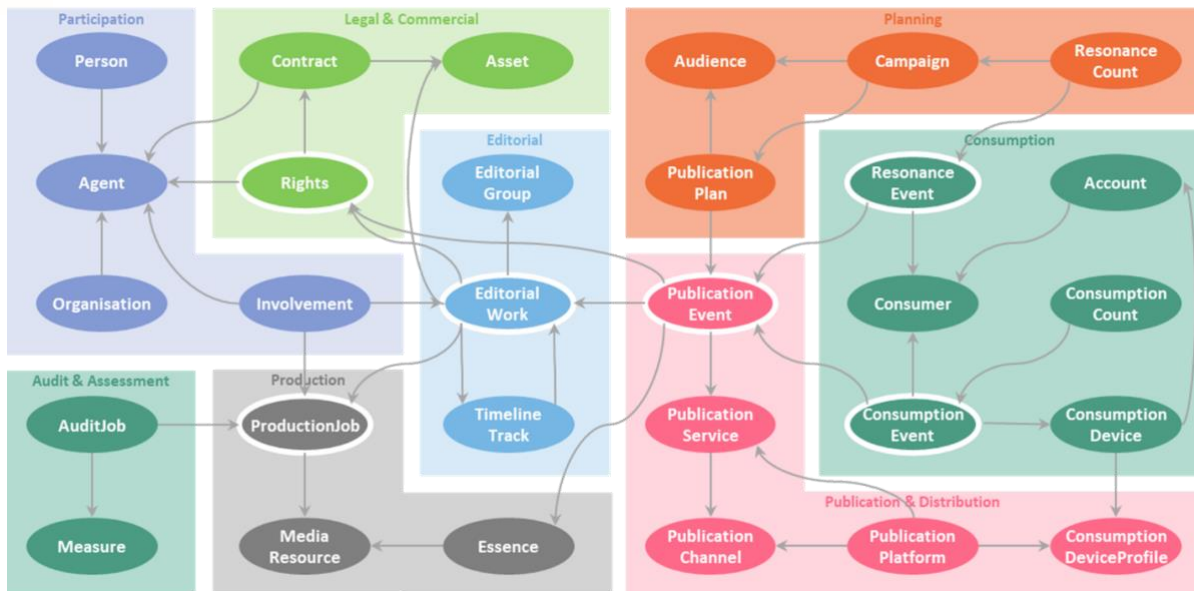 Participation
Legal & Commercial
Planning
Person
Contract
Asset
Audience
Campaign
Resonance
Count
Editorial
Consumption
Agent
Rights
Editorial
Group
Publication
Plan
Resonance
Event
Account
Organisation
Involvement
Editorial
Work
Publication
Event
Consumer
Consumption
Count
Audit & Assessment
Production
AuditJob
ProductionJob
Timeline
Track
Publication
Service
Consumption
Event
Consumption
Device
Publication & Distribution
Measure
Media
Resource
Essence
Publication
Channel
Publication
Platform
Consumption
DeviceProfile